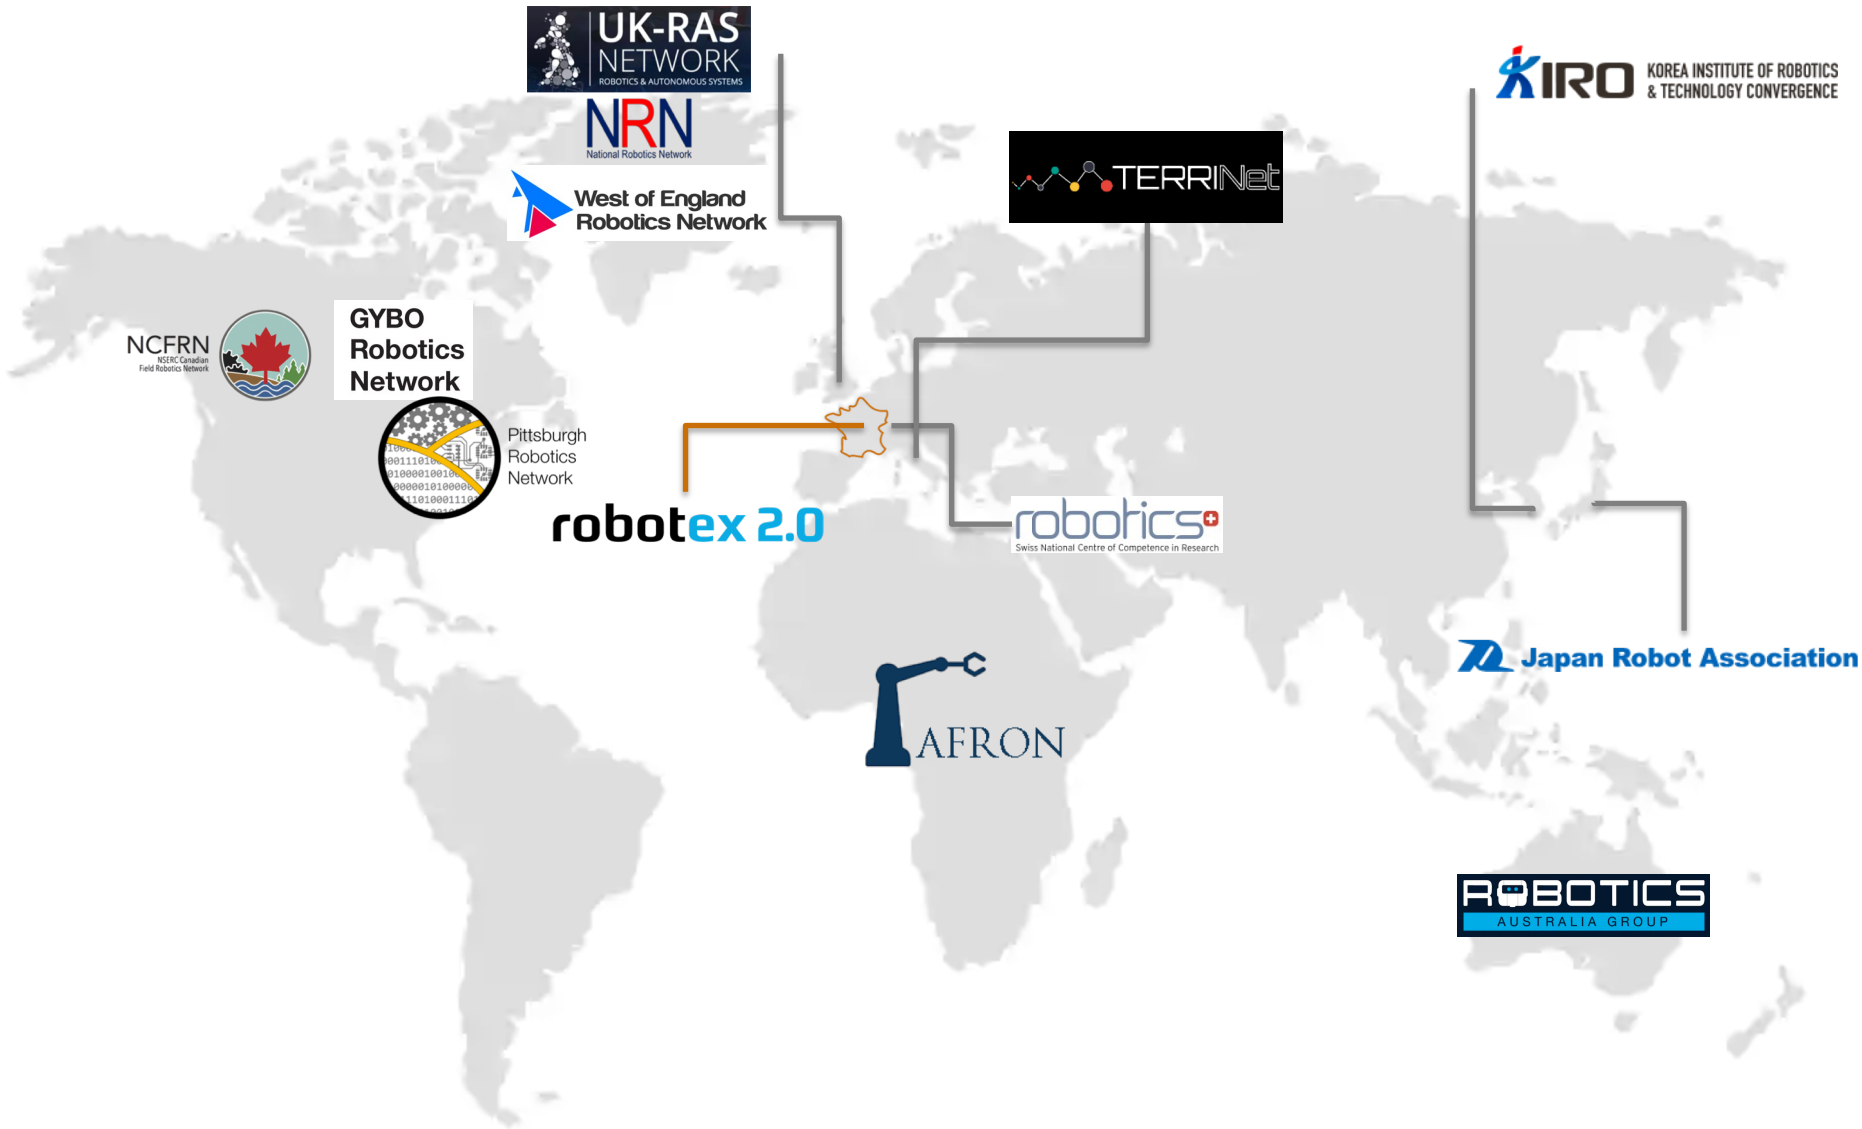 UK-RAS
NETWORK
ROBOTICS & AUTONOMOUS SYSTEMS
NRN
National Robotics Network
West of England
Robotics Network
KIRO
KOREA INSTITUTE OF ROBOTICS
& TECHNOLOGY CONVERGENCE
TERRINet
NCFRN
NSERC Canadian
Field Robotics Network
GYBO
Robotics
Network
Pittsburgh
Robotics
Network
robotex 2.0
robotics
Swiss National Centre of Competence in Research
Japan Robot Association
AFRON
ROBOTICS
AUSTRALIA GROUP